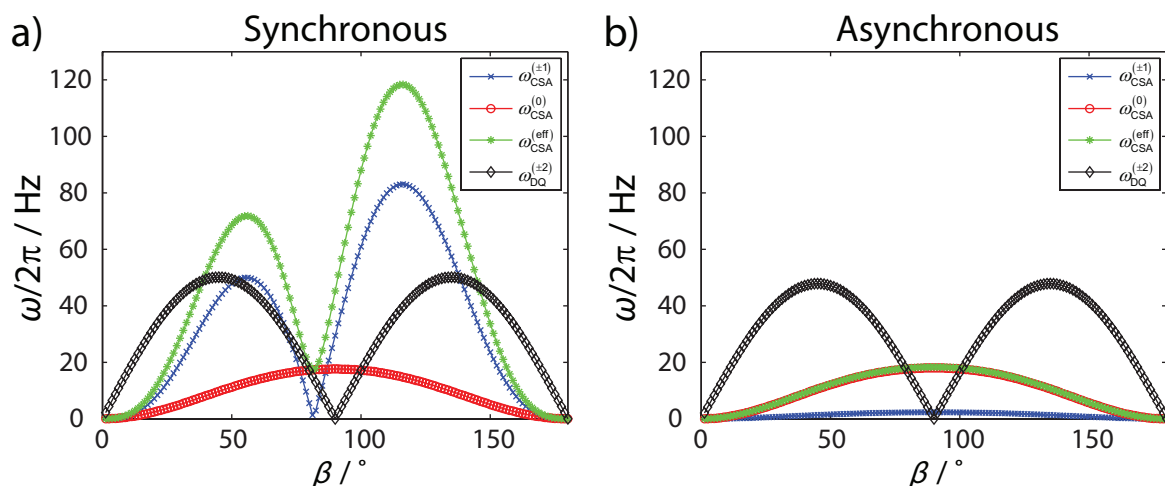 a)
Synchronous
ω/2π / Hz
120
100
80
60
40
20
0
0
50
100
150
β / °
ω_CSA^(±1)
ω_CSA^(0)
ω_CSA^(eff)
ω_DQ^(±2)
b)
Asynchronous
ω/2π / Hz
120
100
80
60
40
20
0
0
50
100
150
β / °
ω_CSA^(±1)
ω_CSA^(0)
ω_CSA^(eff)
ω_DQ^(±2)